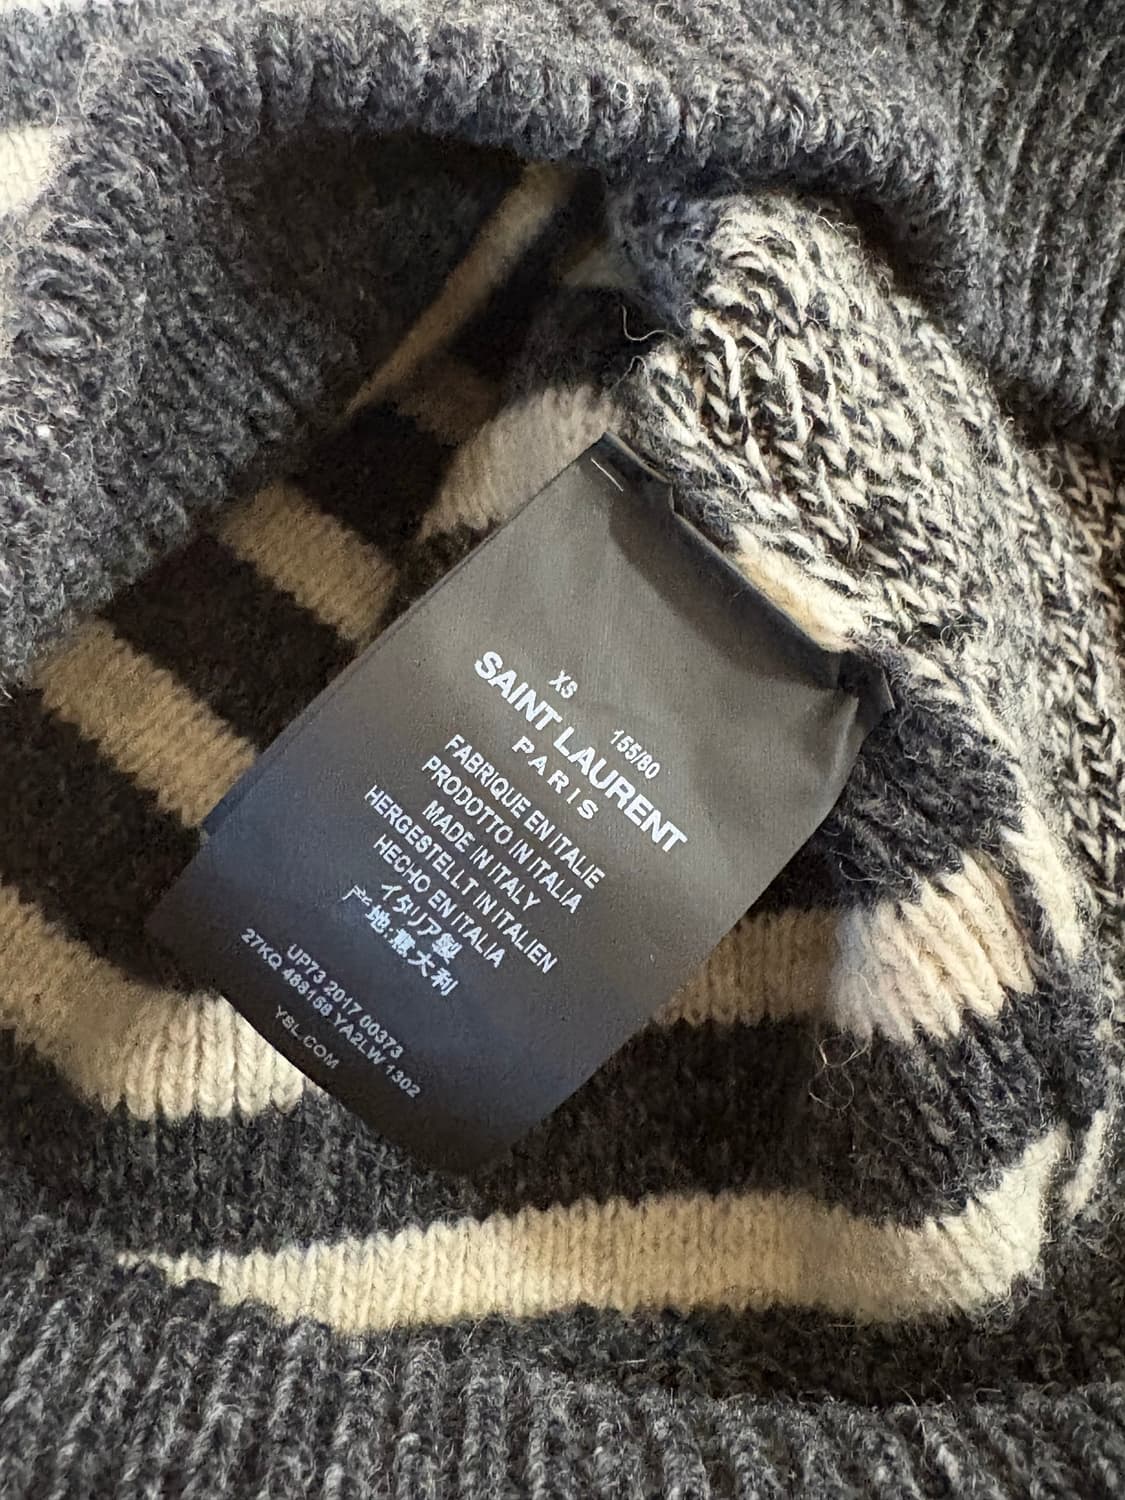 XS 155/80
SAINT LAURENT
PARIS
FABRIQUE EN ITALIE
PRODOTTO IN ITALIA
MADE IN ITALY
HERGESTELLT IN ITALIEN
HECHO EN ITALIA
イタリア製
产地:意大利
UP73 2017 00373
27KQ 468158 YA2LW 1302
YSL.COM